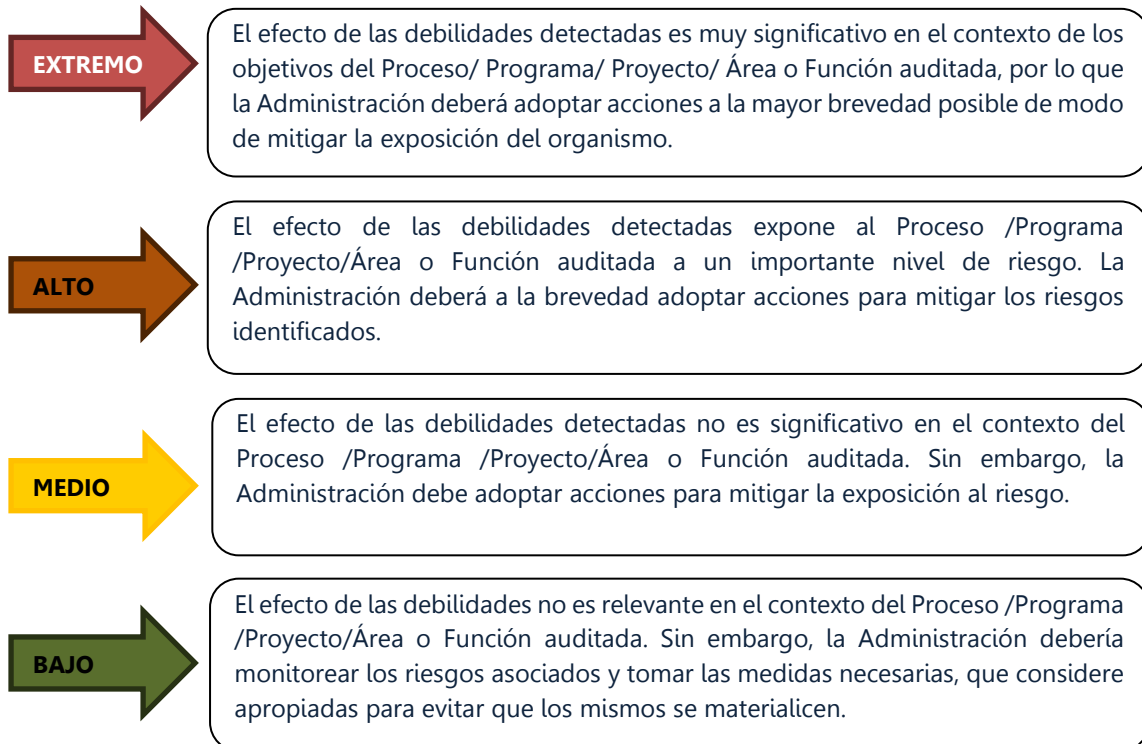 EXTREMO
El efecto de las debilidades detectadas es muy significativo en el contexto de los
objetivos del Proceso/ Programa/ Proyecto/ Área o Función auditada, por lo que
la Administración deberá adoptar acciones a la mayor brevedad posible de modo
de mitigar la exposición del organismo.
ALTO
El efecto de las debilidades detectadas expone al Proceso /Programa
/Proyecto/Área o Función auditada a un importante nivel de riesgo. La
Administración deberá a la brevedad adoptar acciones para mitigar los riesgos
identificados.
MEDIO
El efecto de las debilidades detectadas no es significativo en el contexto del
Proceso /Programa /Proyecto/Área o Función auditada. Sin embargo, la
Administración debe adoptar acciones para mitigar la exposición al riesgo.
BAJO
El efecto de las debilidades no es relevante en el contexto del Proceso /Programa
/Proyecto/Área o Función auditada. Sin embargo, la Administración debería
monitorear los riesgos asociados y tomar las medidas necesarias, que considere
apropiadas para evitar que los mismos se materialicen.